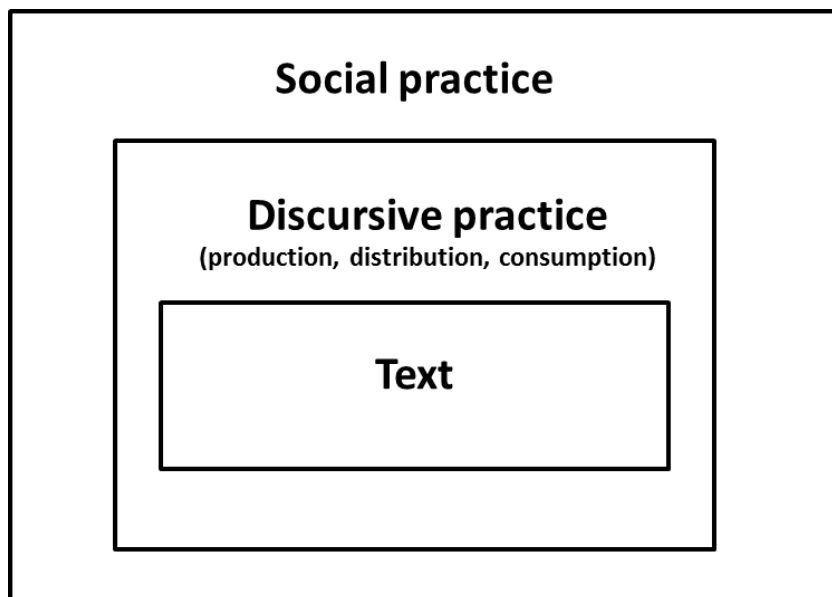 Social practice
Discursive practice
(production, distribution, consumption)
Text